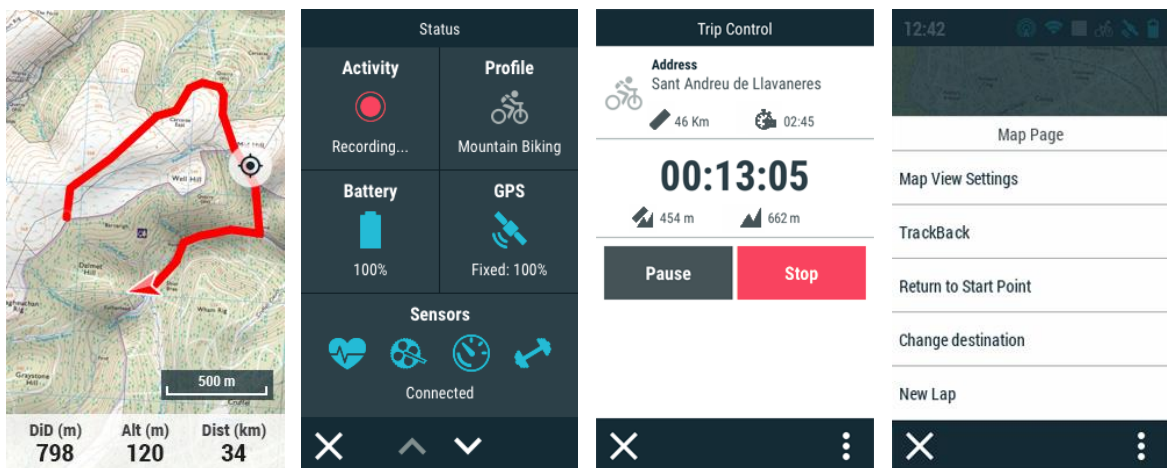 Well Hill
500 m
DiD (m) Alt (m) Dist (km)
798 120 34
Status
Activity Profile
Recording... Mountain Biking
Battery GPS
100% Fixed: 100%
Sensors
Connected
Trip Control
Address
Sant Andreu de Llavaneres
46 Km 02:45
00:13:05
454 m 662 m
Pause Stop
12:42
Map Page
Map View Settings
TrackBack
Return to Start Point
Change destination
New Lap